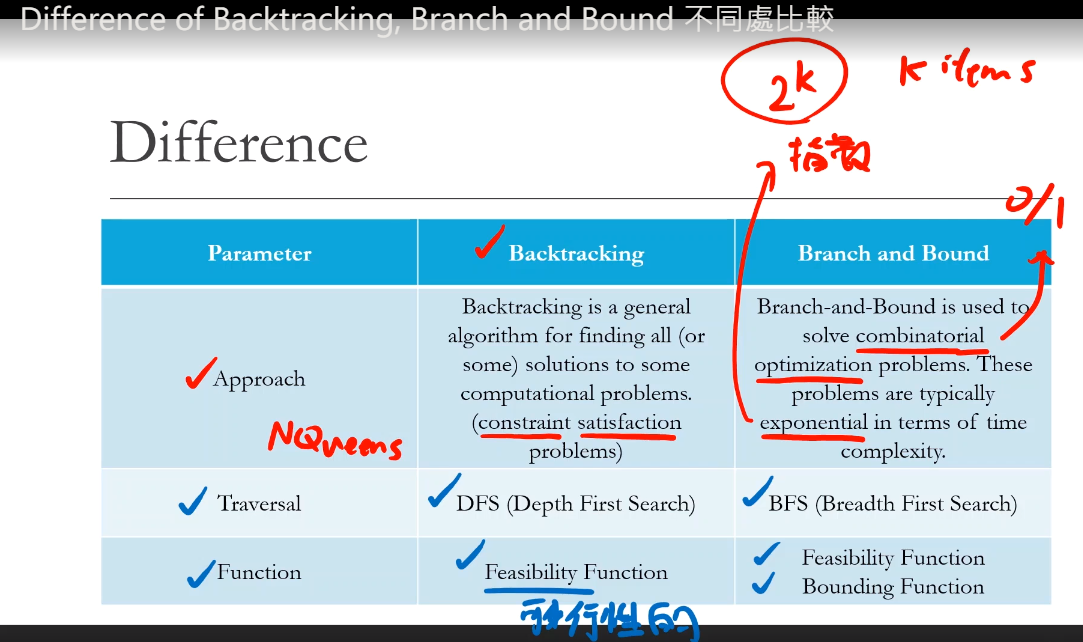 Difference of Backtracking, Branch and Bound 不同處比較
2^k
k items
Difference
指數
0/1
Parameter
Backtracking
Branch and Bound
Approach
NQueens
Backtracking is a general
algorithm for finding all (or
some) solutions to some
computational problems.
(constraint satisfaction
problems)
Branch-and-Bound is used to
solve combinatorial
optimization problems. These
problems are typically
exponential in terms of time
complexity.
Traversal
DFS (Depth First Search)
BFS (Breadth First Search)
Function
Feasibility Function
可行性的
Feasibility Function
Bounding Function